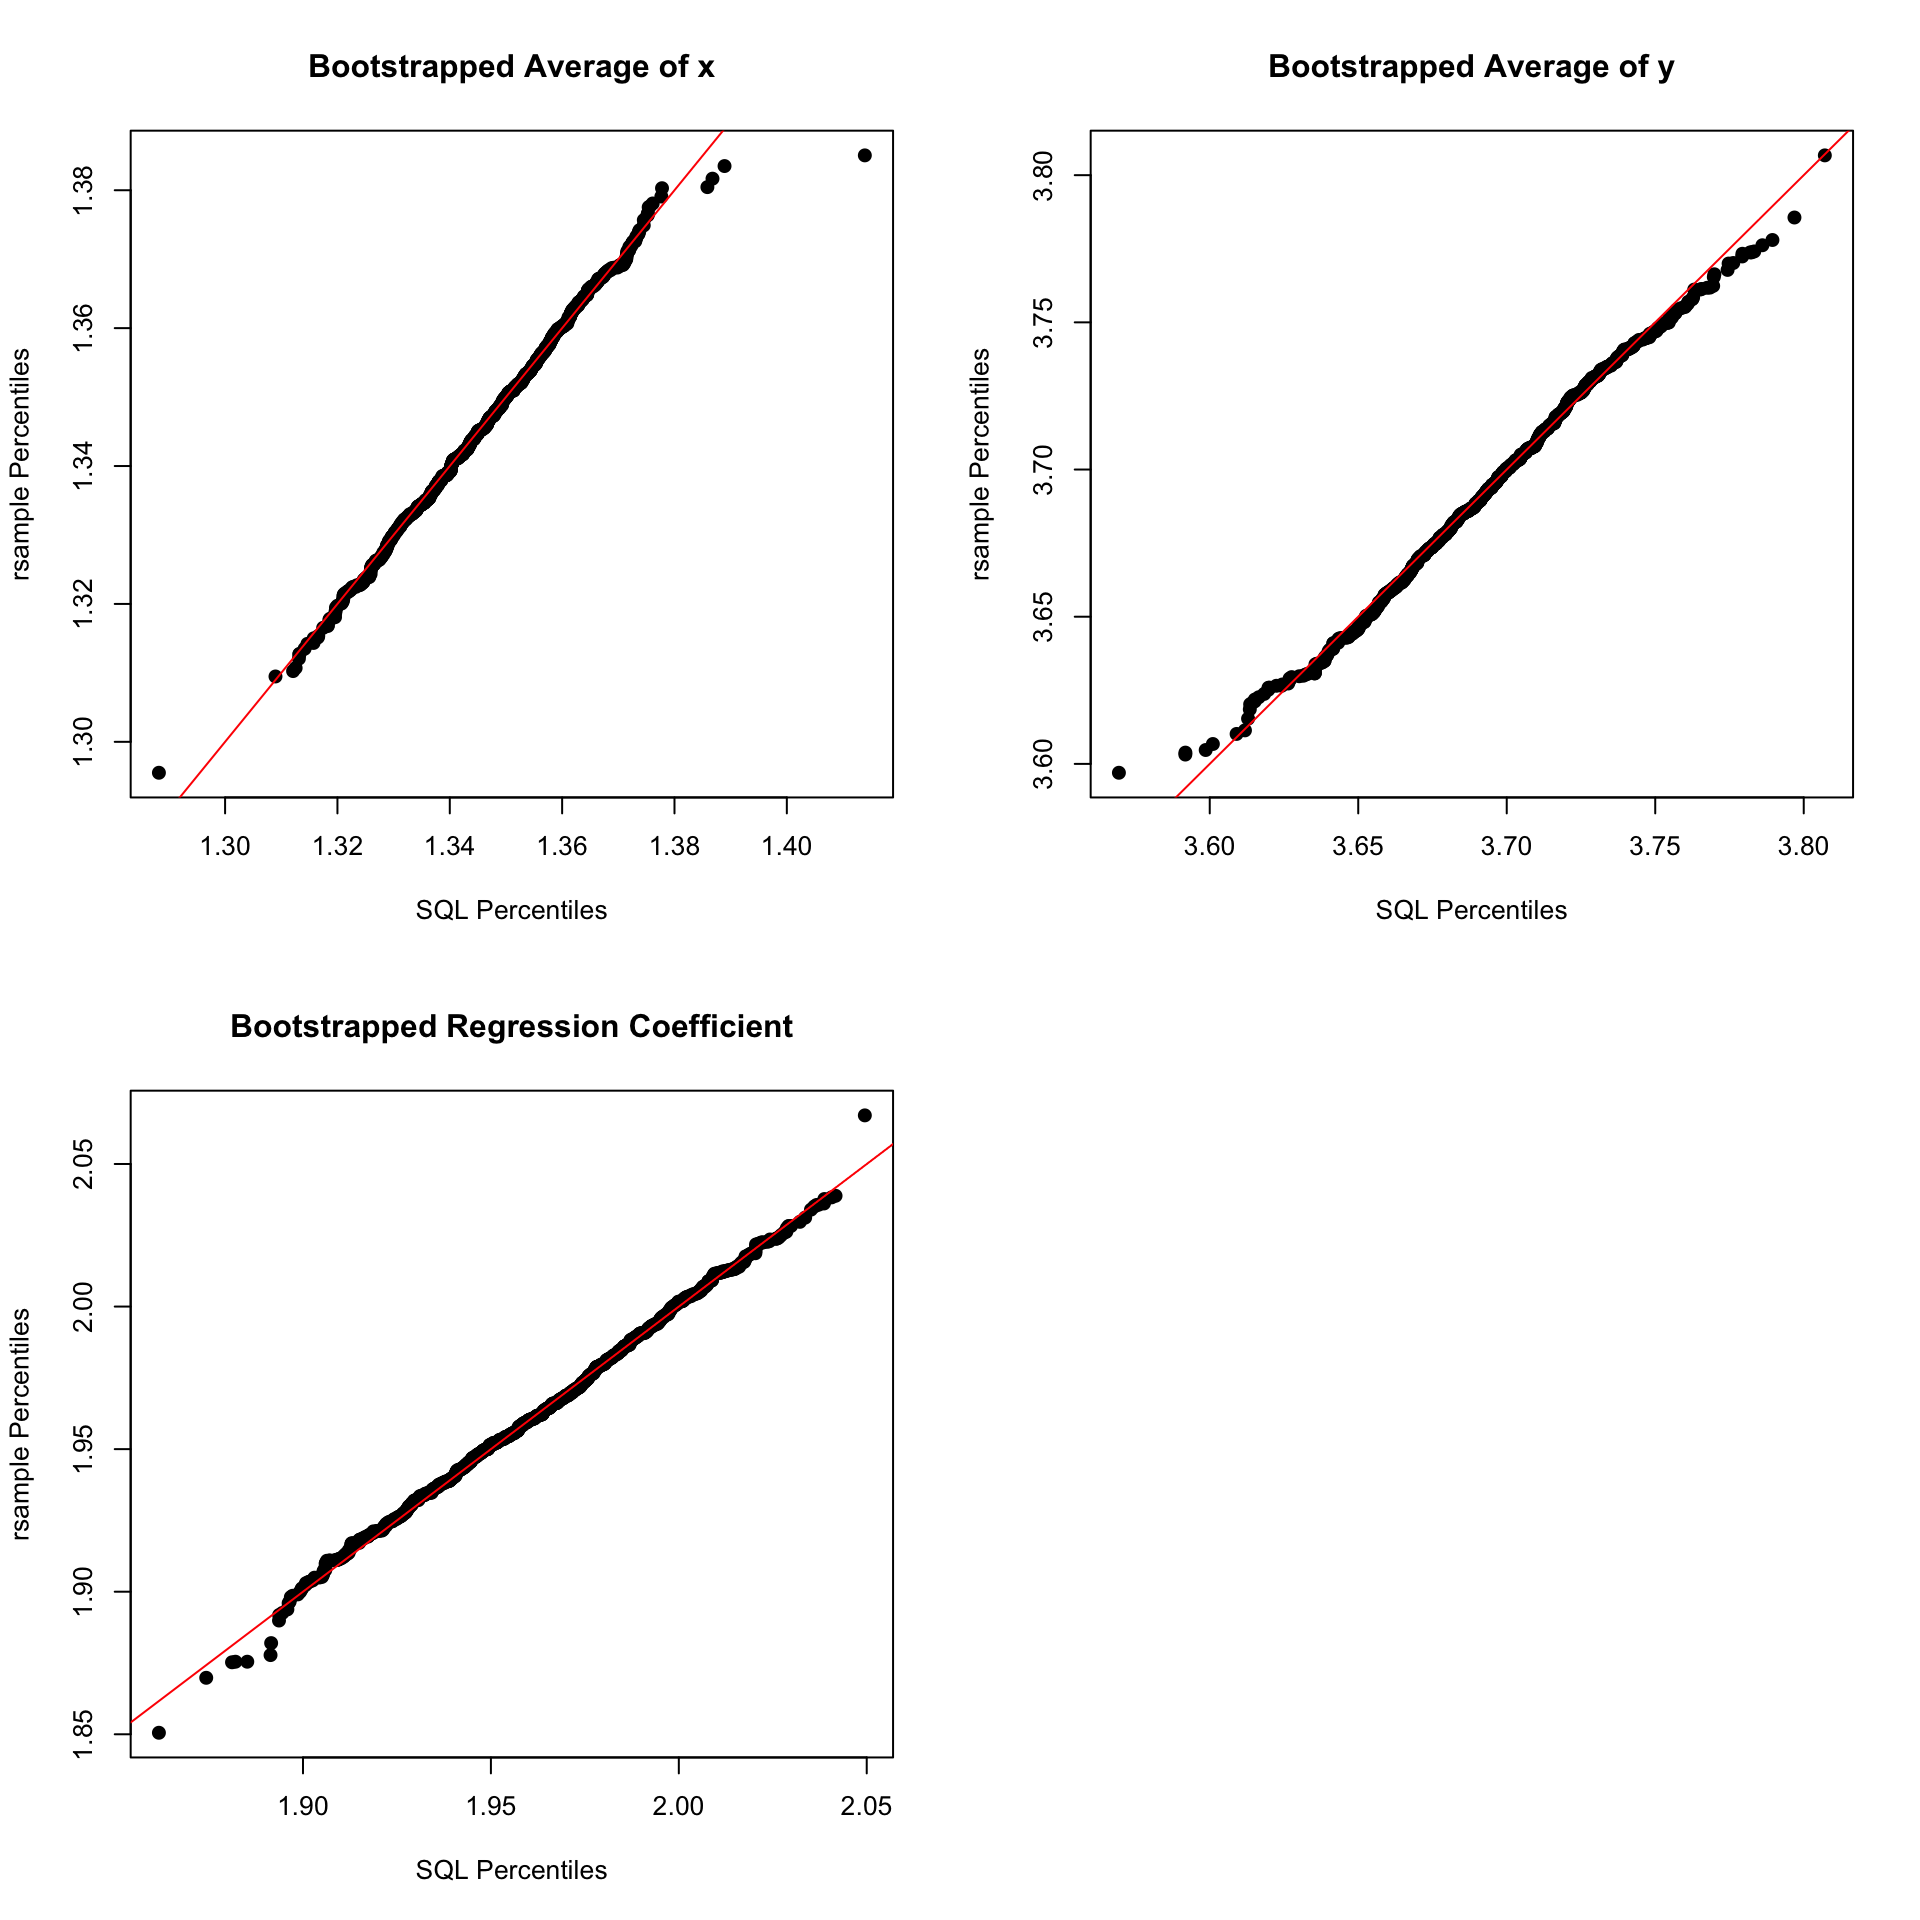 Bootstrapped Average of x
rsample Percentiles
1.38
1.36
1.34
1.32
1.30
1.30 1.32 1.34 1.36 1.38 1.40
SQL Percentiles
Bootstrapped Average of y
rsample Percentiles
3.80
3.75
3.70
3.65
3.60
3.60 3.65 3.70 3.75 3.80
SQL Percentiles
Bootstrapped Regression Coefficient
rsample Percentiles
2.05
2.00
1.95
1.90
1.85
1.90 1.95 2.00 2.05
SQL Percentiles